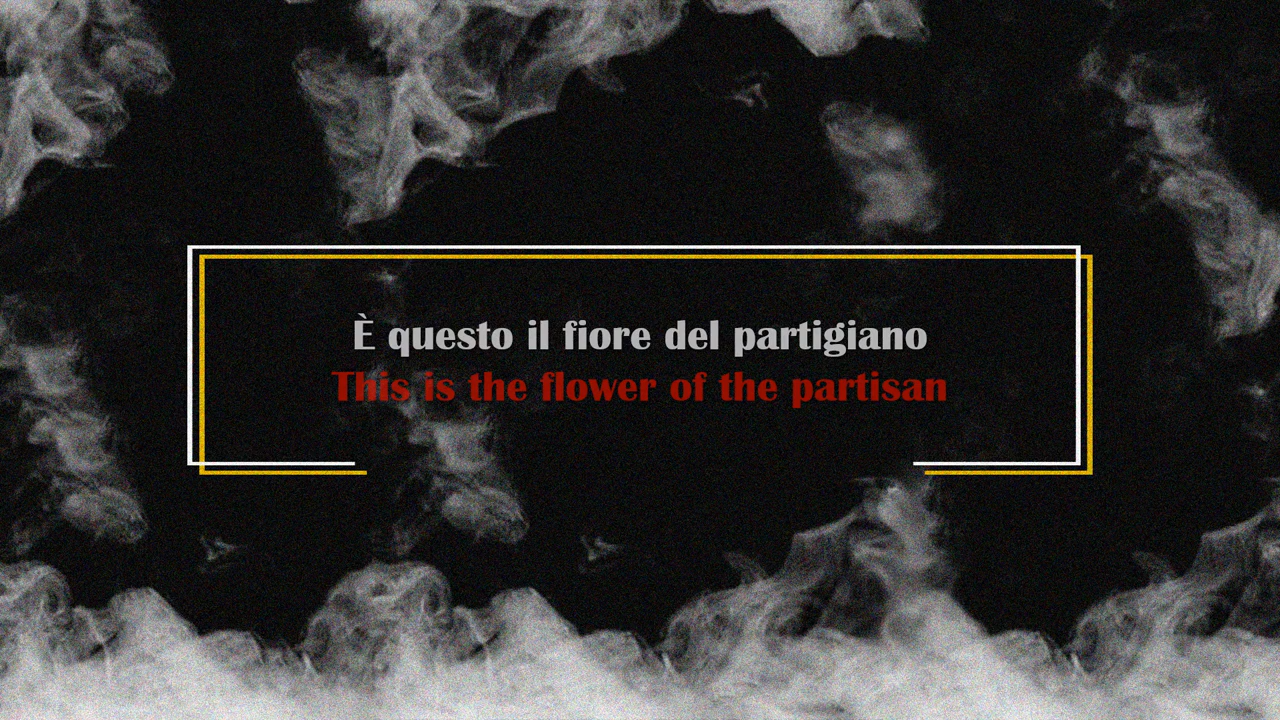 È questo il fiore del partigiano
This is the flower of the partisan